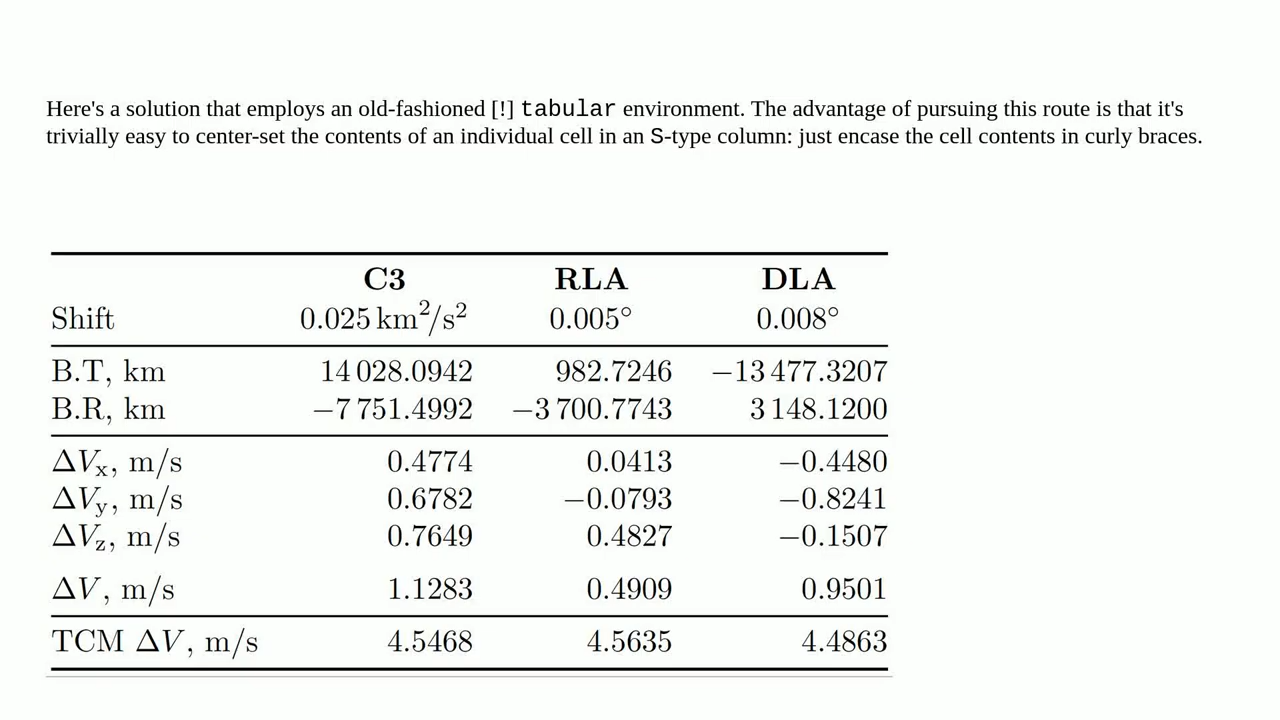 Here's a solution that employs an old-fashioned [!] tabular environment. The advantage of pursuing this route is that it's
trivially easy to center-set the contents of an individual cell in an S-type column: just encase the cell contents in curly braces.
C3 RLA DLA
Shift 0.025 km²/s² 0.005° 0.008°
B.T, km 14 028.0942 982.7246 −13 477.3207
B.R, km −7 751.4992 −3 700.7743 3 148.1200
ΔVx, m/s 0.4774 0.0413 −0.4480
ΔVy, m/s 0.6782 −0.0793 −0.8241
ΔVz, m/s 0.7649 0.4827 −0.1507
ΔV, m/s 1.1283 0.4909 0.9501
TCM ΔV, m/s 4.5468 4.5635 4.4863